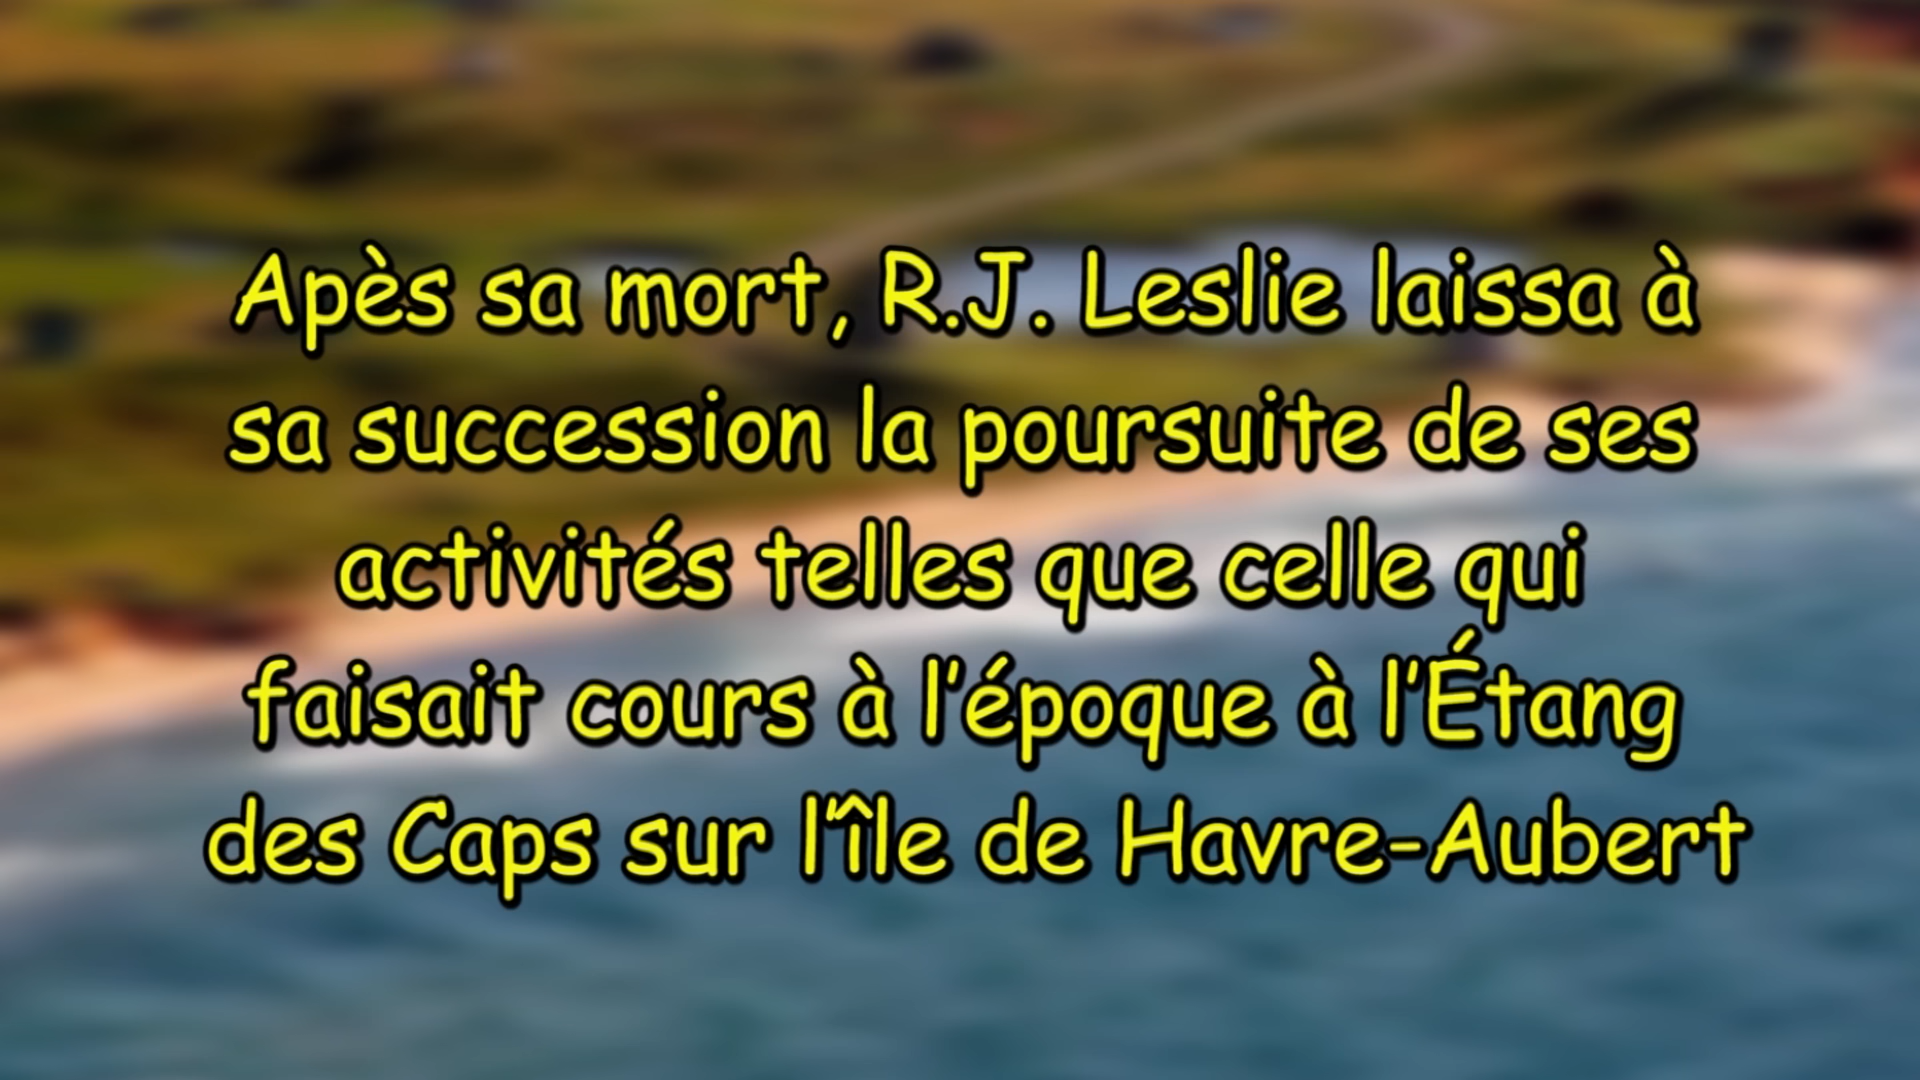 Apès sa mort, R.J. Leslie laissa à
sa succession la poursuite de ses
activités telles que celle qui
faisait cours à l’époque à l’Étang
des Caps sur l’île de Havre-Aubert